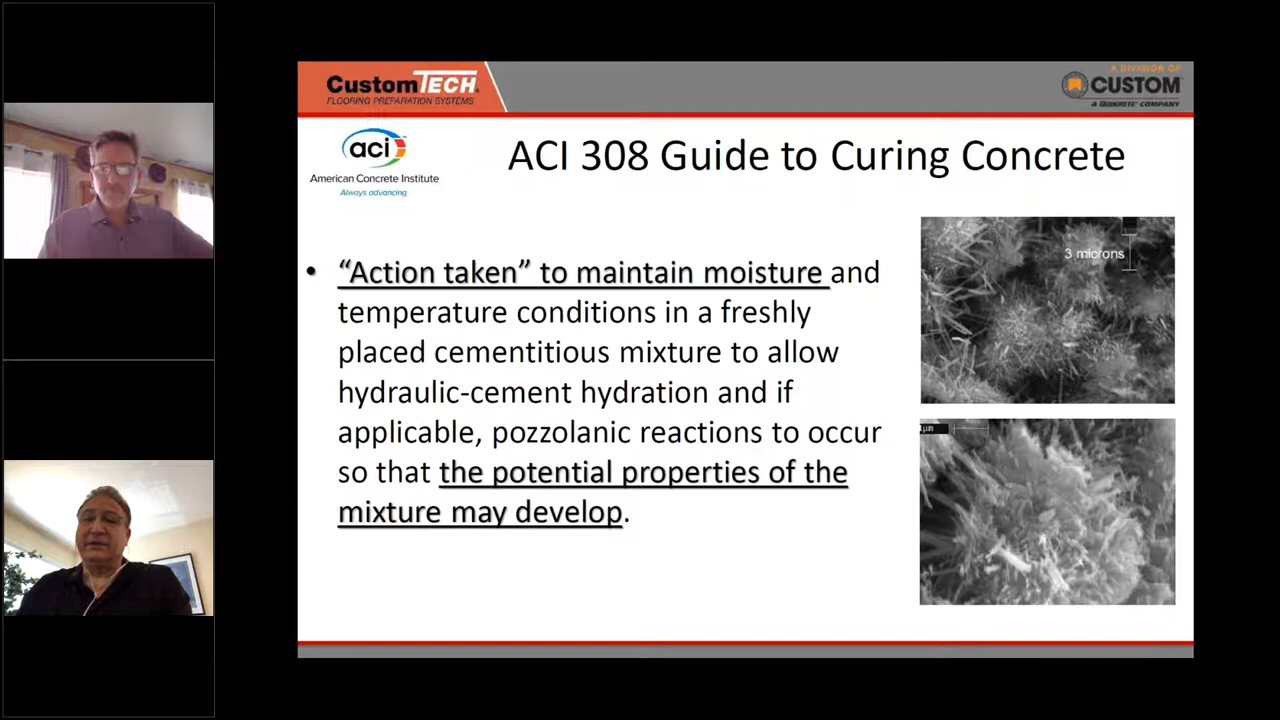 CUSTOMTECH
FLOORING PREPARATION SYSTEMS
A DIVISION OF
CUSTOM
A QUIKRETE COMPANY
aci
American Concrete Institute
Always advancing
ACI 308 Guide to Curing Concrete
• “Action taken” to maintain moisture and
temperature conditions in a freshly
placed cementitious mixture to allow
hydraulic-cement hydration and if
applicable, pozzolanic reactions to occur
so that the potential properties of the
mixture may develop.
3 microns